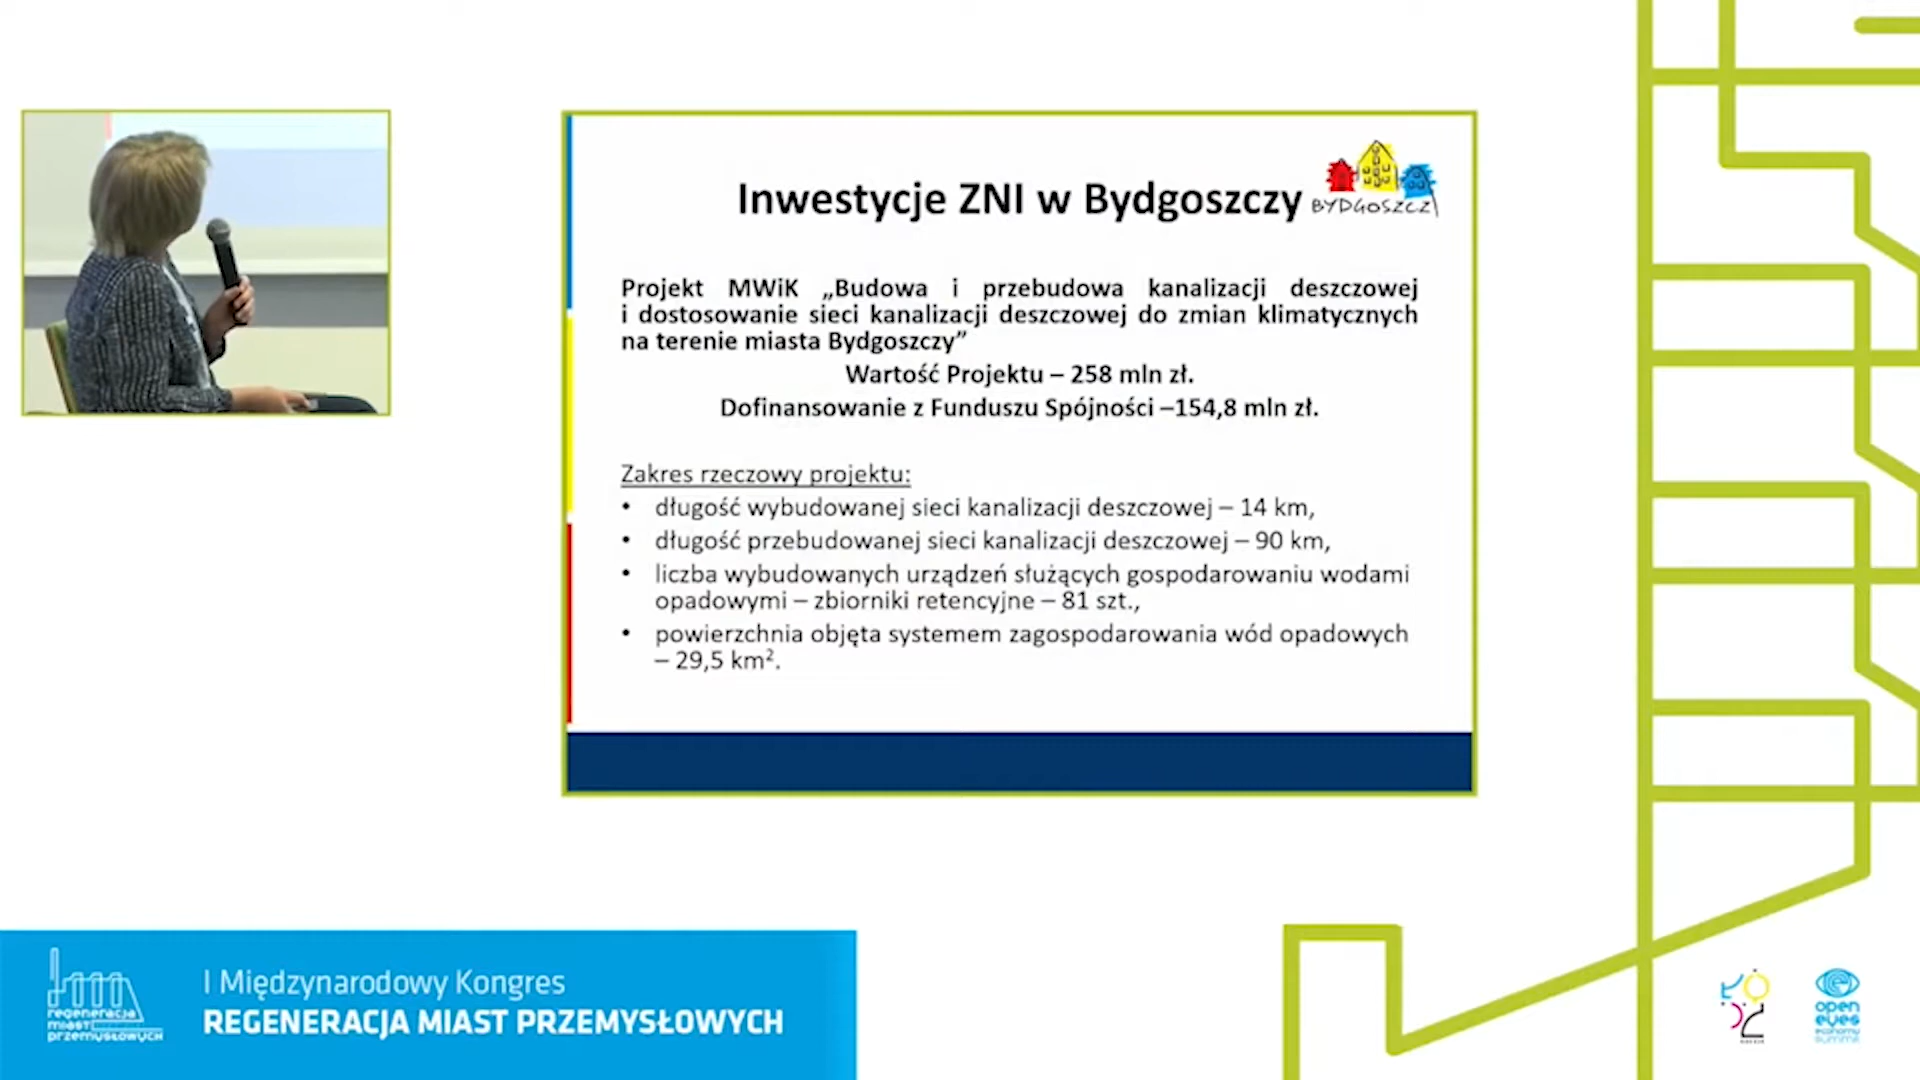 Inwestycje ZNI w Bydgoszczy
BYDGOSZCZ
Projekt MWiK „Budowa i przebudowa kanalizacji deszczowej
i dostosowanie sieci kanalizacji deszczowej do zmian klimatycznych
na terenie miasta Bydgoszczy”
Wartość Projektu – 258 mln zł.
Dofinansowanie z Funduszu Spójności –154,8 mln zł.
Zakres rzeczowy projektu:
• długość wybudowanej sieci kanalizacji deszczowej – 14 km,
• długość przebudowanej sieci kanalizacji deszczowej – 90 km,
• liczba wybudowanych urządzeń służących gospodarowaniu wodami
opadowymi – zbiorniki retencyjne – 81 szt.,
• powierzchnia objęta systemem zagospodarowania wód opadowych
– 29,5 km².
regeneracja
miast
przemysłowych
I Międzynarodowy Kongres
REGENERACJA MIAST PRZEMYSŁOWYCH
open
eyes
economy
summit